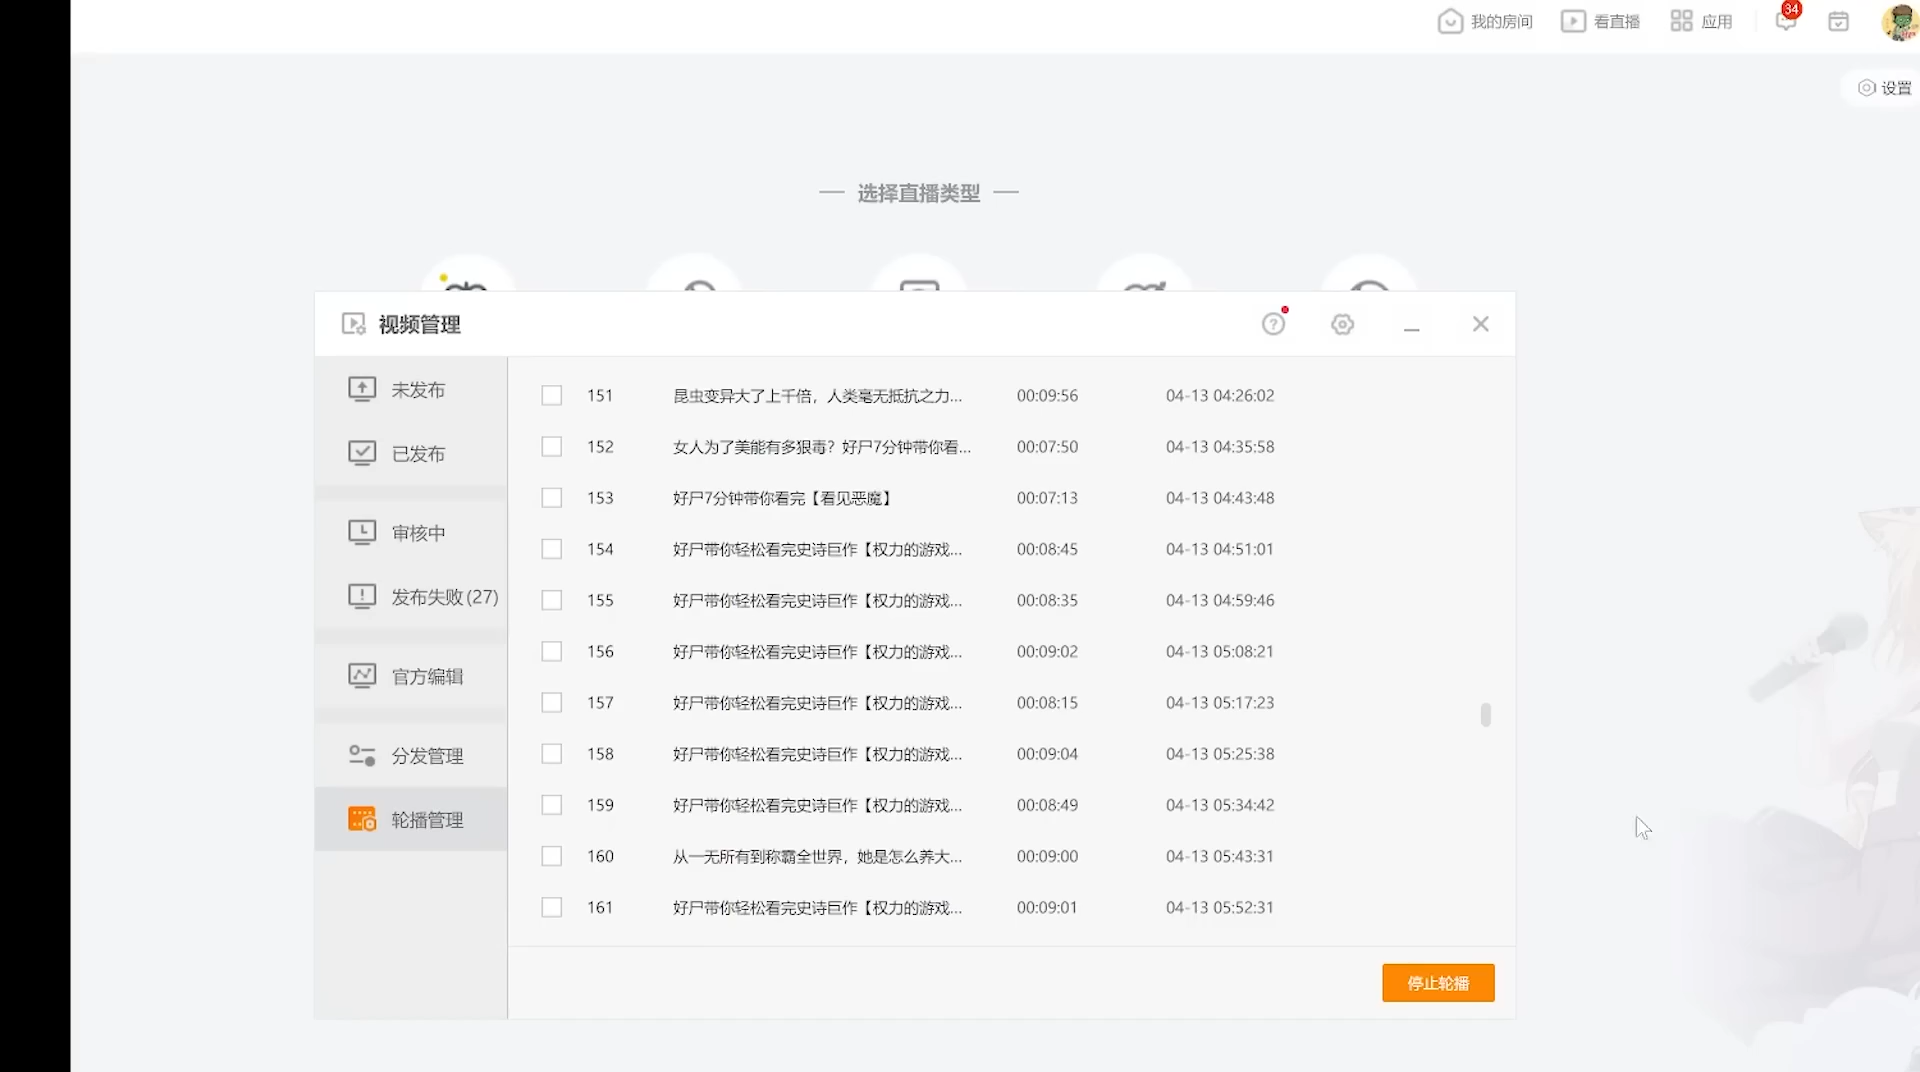 我的房间 看直播 应用 34
设置
选择直播类型
视频管理
未发布
已发布
审核中
发布失败(27)
官方编辑
分发管理
轮播管理
151 昆虫变异大了上千倍，人类毫无抵抗之力... 00:09:56 04-13 04:26:02
152 女人为了美能有多狠毒？好尸7分钟带你看... 00:07:50 04-13 04:35:58
153 好尸7分钟带你看完【看见恶魔】 00:07:13 04-13 04:43:48
154 好尸带你轻松看完史诗巨作【权力的游戏... 00:08:45 04-13 04:51:01
155 好尸带你轻松看完史诗巨作【权力的游戏... 00:08:35 04-13 04:59:46
156 好尸带你轻松看完史诗巨作【权力的游戏... 00:09:02 04-13 05:08:21
157 好尸带你轻松看完史诗巨作【权力的游戏... 00:08:15 04-13 05:17:23
158 好尸带你轻松看完史诗巨作【权力的游戏... 00:09:04 04-13 05:25:38
159 好尸带你轻松看完史诗巨作【权力的游戏... 00:08:49 04-13 05:34:42
160 从一无所有到称霸全世界，她是怎么养大... 00:09:00 04-13 05:43:31
161 好尸带你轻松看完史诗巨作【权力的游戏... 00:09:01 04-13 05:52:31
停止轮播